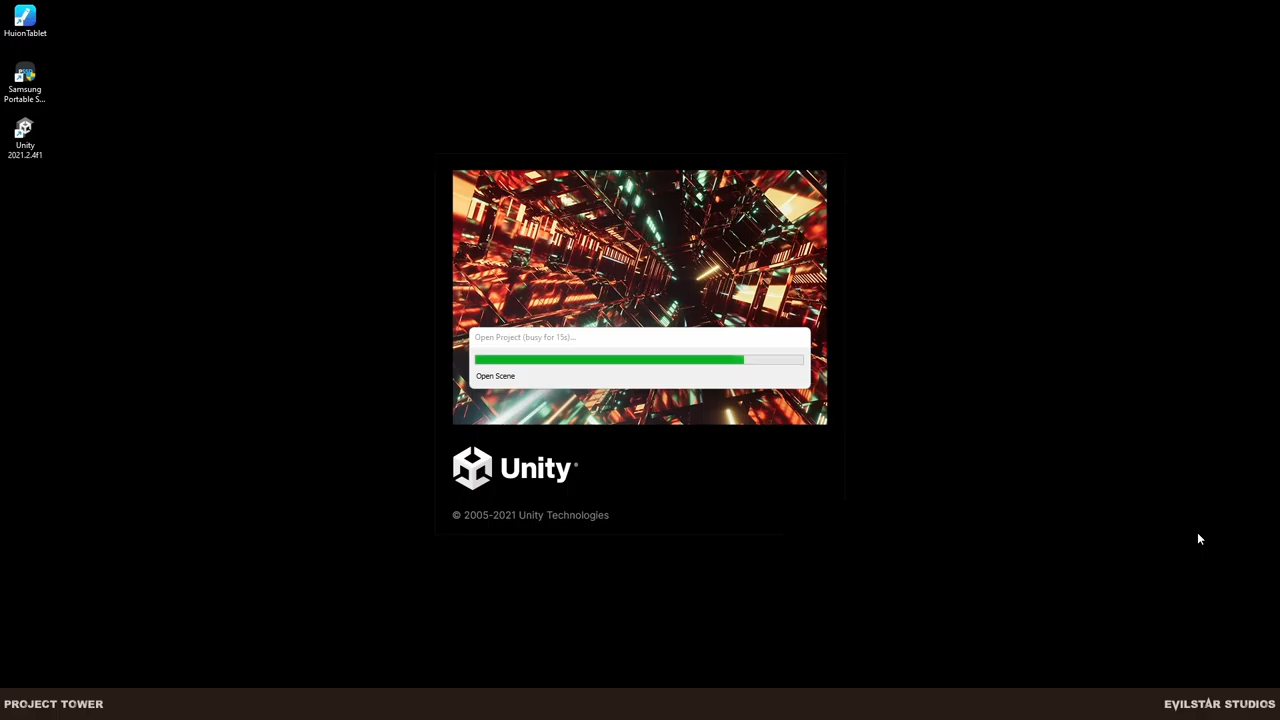 HuionTablet
Samsung
Portable S...
Unity
2021.2.4f1
Open Project (busy for 15s)...
Open Scene
Unity®
© 2005-2021 Unity Technologies
PROJECT TOWER
EVILSTAR STUDIOS